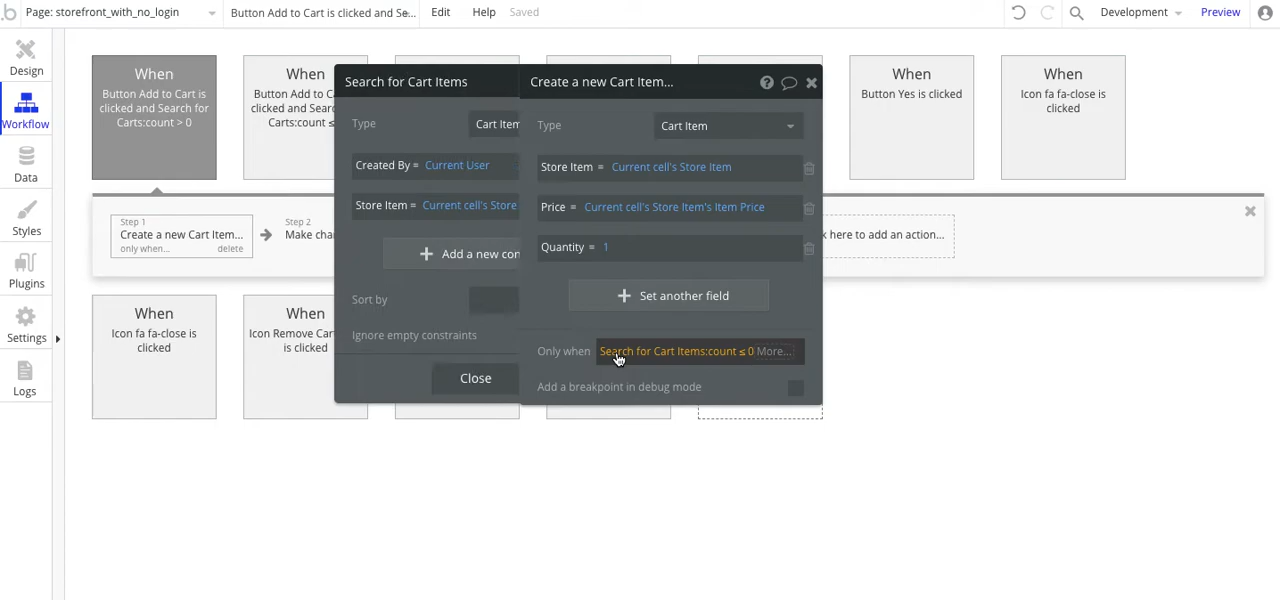 Page: storefront_with_no_login
Button Add to Cart is clicked and Se...
Edit
Help
Saved
Development
Preview
Design
Workflow
Data
Styles
Plugins
Settings
Logs
When
Button Add to Cart is
clicked and Search for
Carts:count > 0
When
Button Add to C
clicked and Searc
Carts:count ≤
When
Button Yes is clicked
When
Icon fa fa-close is
clicked
Search for Cart Items
Type
Cart Item
Created By = Current User
Store Item = Current cell's Store
Add a new con
Sort by
Ignore empty constraints
Close
Create a new Cart Item...
Type
Cart Item
Store Item = Current cell's Store Item
Price = Current cell's Store Item's Item Price
Quantity = 1
Set another field
Only when
Search for Cart Items:count ≤ 0 More...
Add a breakpoint in debug mode
Step 1
Create a new Cart Item...
only when...
delete
Step 2
Make cha
k here to add an action...
When
Icon fa fa-close is
clicked
When
Icon Remove Car
is clicked